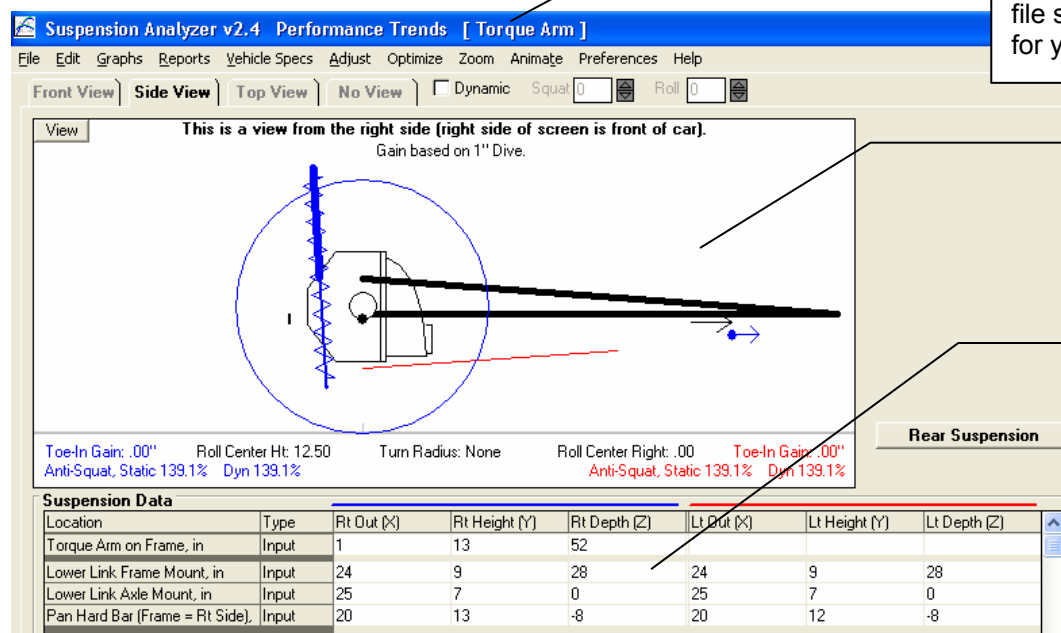 Suspension Analyzer v2.4 Performance Trends [ Torque Arm ]
file s
for y
File Edit Graphs Reports Vehicle Specs Adjust Optimize Zoom Animate Preferences Help
Front View Side View Top View No View Dynamic Squat 0 Roll 0
View
This is a view from the right side (right side of screen is front of car).
Gain based on 1" Dive.
Toe-In Gain: .00" Roll Center Ht: 12.50 Turn Radius: None Roll Center Right: .00 Toe-In Gain: .00"
Anti-Squat, Static 139.1% Dyn 139.1% Anti-Squat, Static 139.1% Dyn 139.1%
Rear Suspension
Suspension Data
Location Type Rt Out (X) Rt Height (Y) Rt Depth (Z) Lt Out (X) Lt Height (Y) Lt Depth (Z)
Torque Arm on Frame, in Input 1 13 52
Lower Link Frame Mount, in Input 24 9 28 24 9 28
Lower Link Axle Mount, in Input 25 7 0 25 7 0
Pan Hard Bar (Frame = Rt Side), Input 20 13 -8 20 12 -8